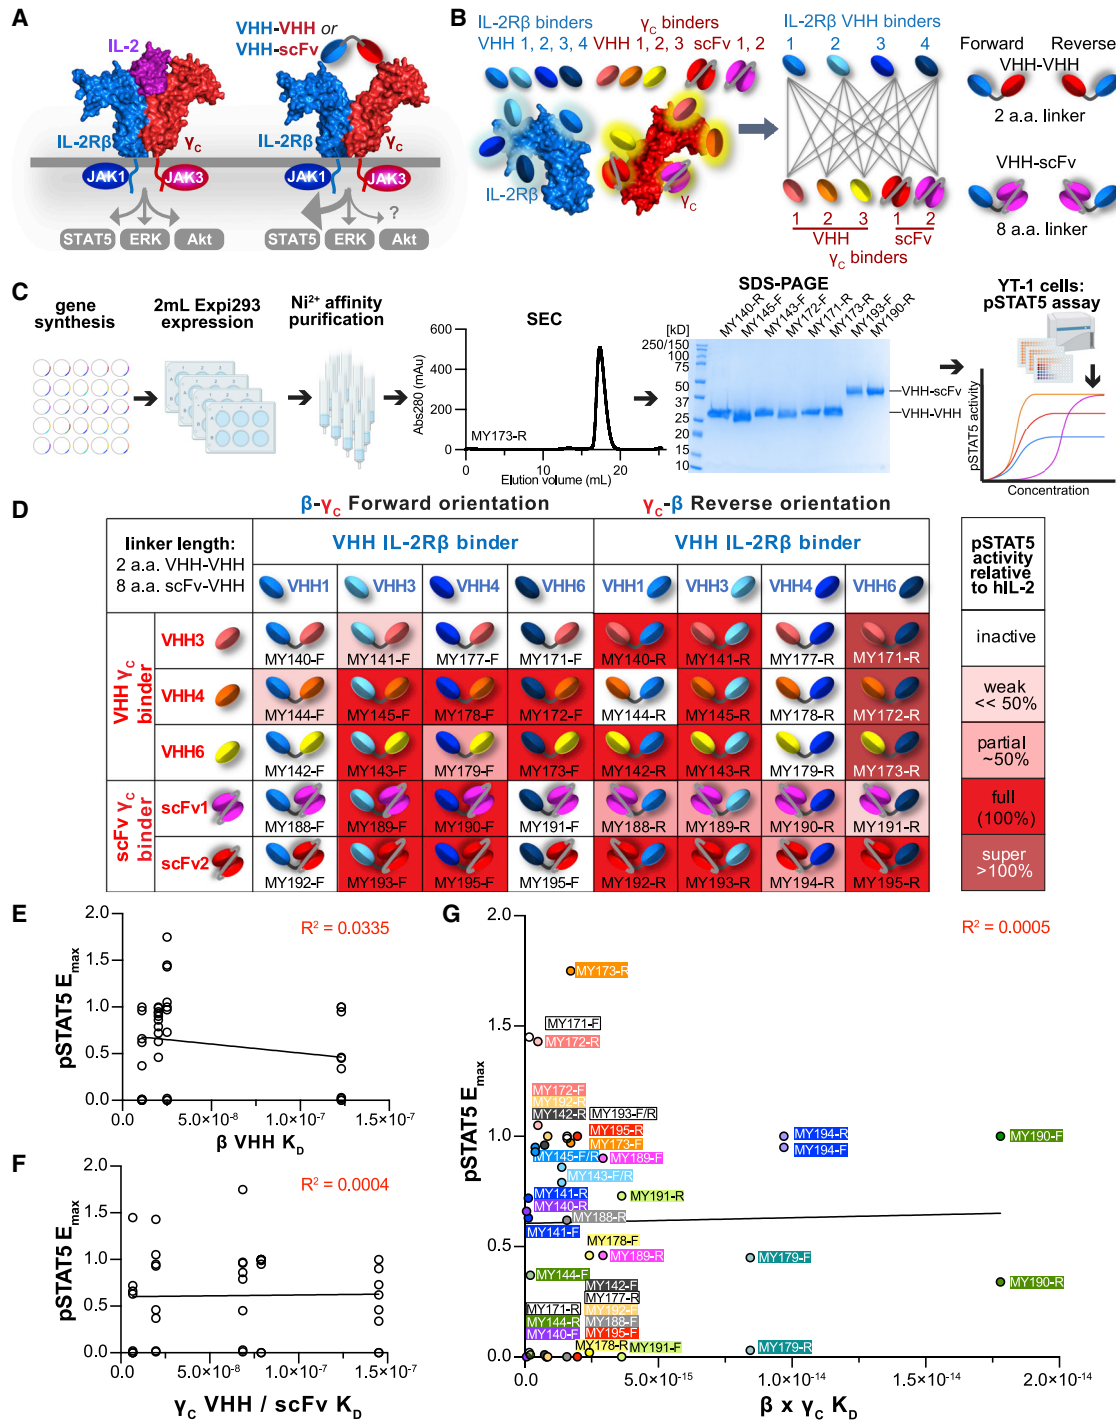 A
VHH-VHH or
VHH-scFv
IL-2
IL-2Rβ
γc
IL-2Rβ
γc
JAK1
JAK3
JAK1
JAK3
?
STAT5
ERK
Akt
STAT5
ERK
Akt
B
IL-2Rβ binders
VHH 1, 2, 3, 4
γc binders
VHH 1, 2, 3 scFv 1, 2
IL-2Rβ
γc
IL-2Rβ VHH binders
1 2 3 4
1 2 3 1 2
VHH scFv
γc binders
Forward Reverse
VHH-VHH
2 a.a. linker
VHH-scFv
8 a.a. linker
C
gene
synthesis
2mL Expi293
expression
Ni2+ affinity
purification
SEC
Abs280 (mAu)
600
400
200
0
MY173-R
0 10 20
Elution volume (mL)
SDS-PAGE
MY140-R
MY145-F
MY143-F
MY172-F
MY171-R
MY173-R
MY193-F
MY190-R
[kD]
250/150
100
75
50
37
25
20
15
10
VHH-scFv
VHH-VHH
YT-1 cells:
pSTAT5 assay
pSTAT5 activity
Concentration
D
β-γc Forward orientation
γc-β Reverse orientation
linker length:
2 a.a. VHH-VHH
8 a.a. scFv-VHH
VHH IL-2Rβ binder
VHH IL-2Rβ binder
VHH1 VHH3 VHH4 VHH6 VHH1 VHH3 VHH4 VHH6
VHH γc binder
VHH3
MY140-F MY141-F MY177-F MY171-F MY140-R MY141-R MY177-R MY171-R
VHH4
MY144-F MY145-F MY178-F MY172-F MY144-R MY145-R MY178-R MY172-R
VHH6
MY142-F MY143-F MY179-F MY173-F MY142-R MY143-R MY179-R MY173-R
scFv γc binder
scFv1
MY188-F MY189-F MY190-F MY191-F MY188-R MY189-R MY190-R MY191-R
scFv2
MY192-F MY193-F MY195-F MY195-F MY192-R MY193-R MY194-R MY195-R
pSTAT5
activity
relative
to hIL-2
inactive
weak
<< 50%
partial
~50%
full
(100%)
super
>100%
E
R2 = 0.0335
pSTAT5 Emax
2.0
1.5
1.0
0.5
0.0
0.0 5.0×10-8 1.0×10-7 1.5×10-7
β VHH KD
F
R2 = 0.0004
pSTAT5 Emax
2.0
1.5
1.0
0.5
0.0
0.0 5.0×10-8 1.0×10-7 1.5×10-7
γc VHH / scFv KD
G
R2 = 0.0005
pSTAT5 Emax
2.0
1.5
1.0
0.5
0.0
MY173-R
MY171-F
MY172-R
MY172-F
MY192-R
MY142-R
MY193-F/R
MY195-R
MY173-F
MY145-F/R
MY189-F
MY143-F/R
MY194-R
MY194-F
MY190-F
MY141-R
MY140-R
MY191-R
MY188-R
MY141-F
MY178-F
MY189-R
MY179-F
MY144-F
MY142-F
MY177-R
MY190-R
MY171-R
MY192-F
MY144-R
MY188-F
MY140-F
MY195-F
MY178-R
MY191-F
MY179-R
0.0 5.0×10-15 1.0×10-14 1.5×10-14 2.0×10-14
β x γc KD